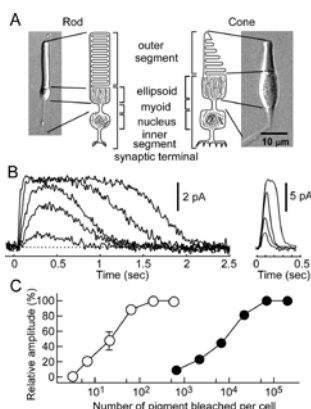 A
Rod
Cone
outer
segment
ellipsoid
myoid
nucleus
inner
segment
synaptic terminal
10 μm
B
2 pA
5 pA
0 0.5 1.0 1.5 2.0 2.5
Time (sec)
0 0.5
Time (sec)
C
Relative amplitude (%)
100
80
60
40
20
0
10¹ 10² 10³ 10⁴ 10⁵
Number of pigment bleached per cell